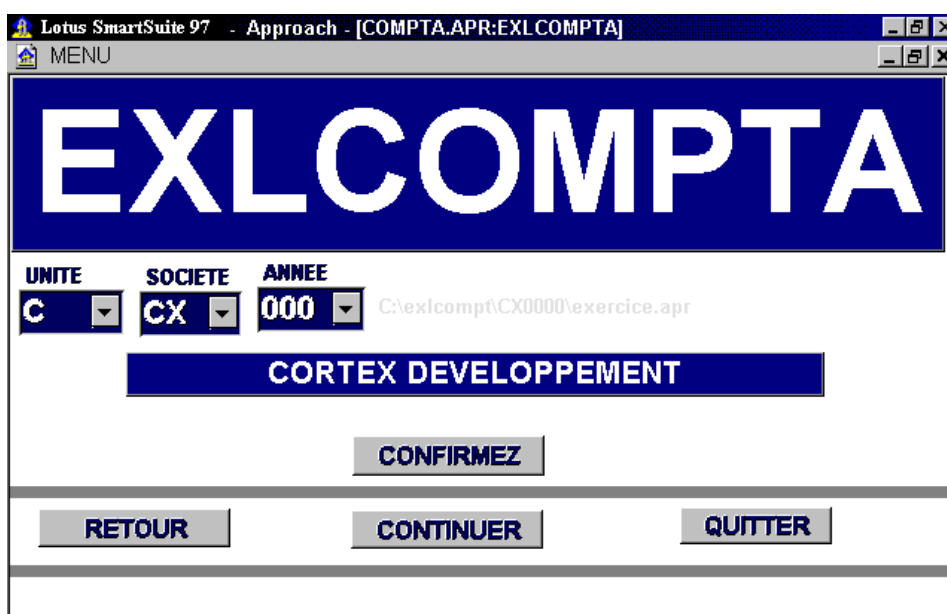 Lotus SmartSuite 97 - Approach - [COMPTA.APR:EXLCOMPTA]
MENU
EXLCOMPTA
UNITE SOCIETE ANNEE
C CX 000 C:\exlcompt\CX0000\exercice.apr
CORTEX DEVELOPPEMENT
CONFIRMEZ
RETOUR CONTINUER QUITTER